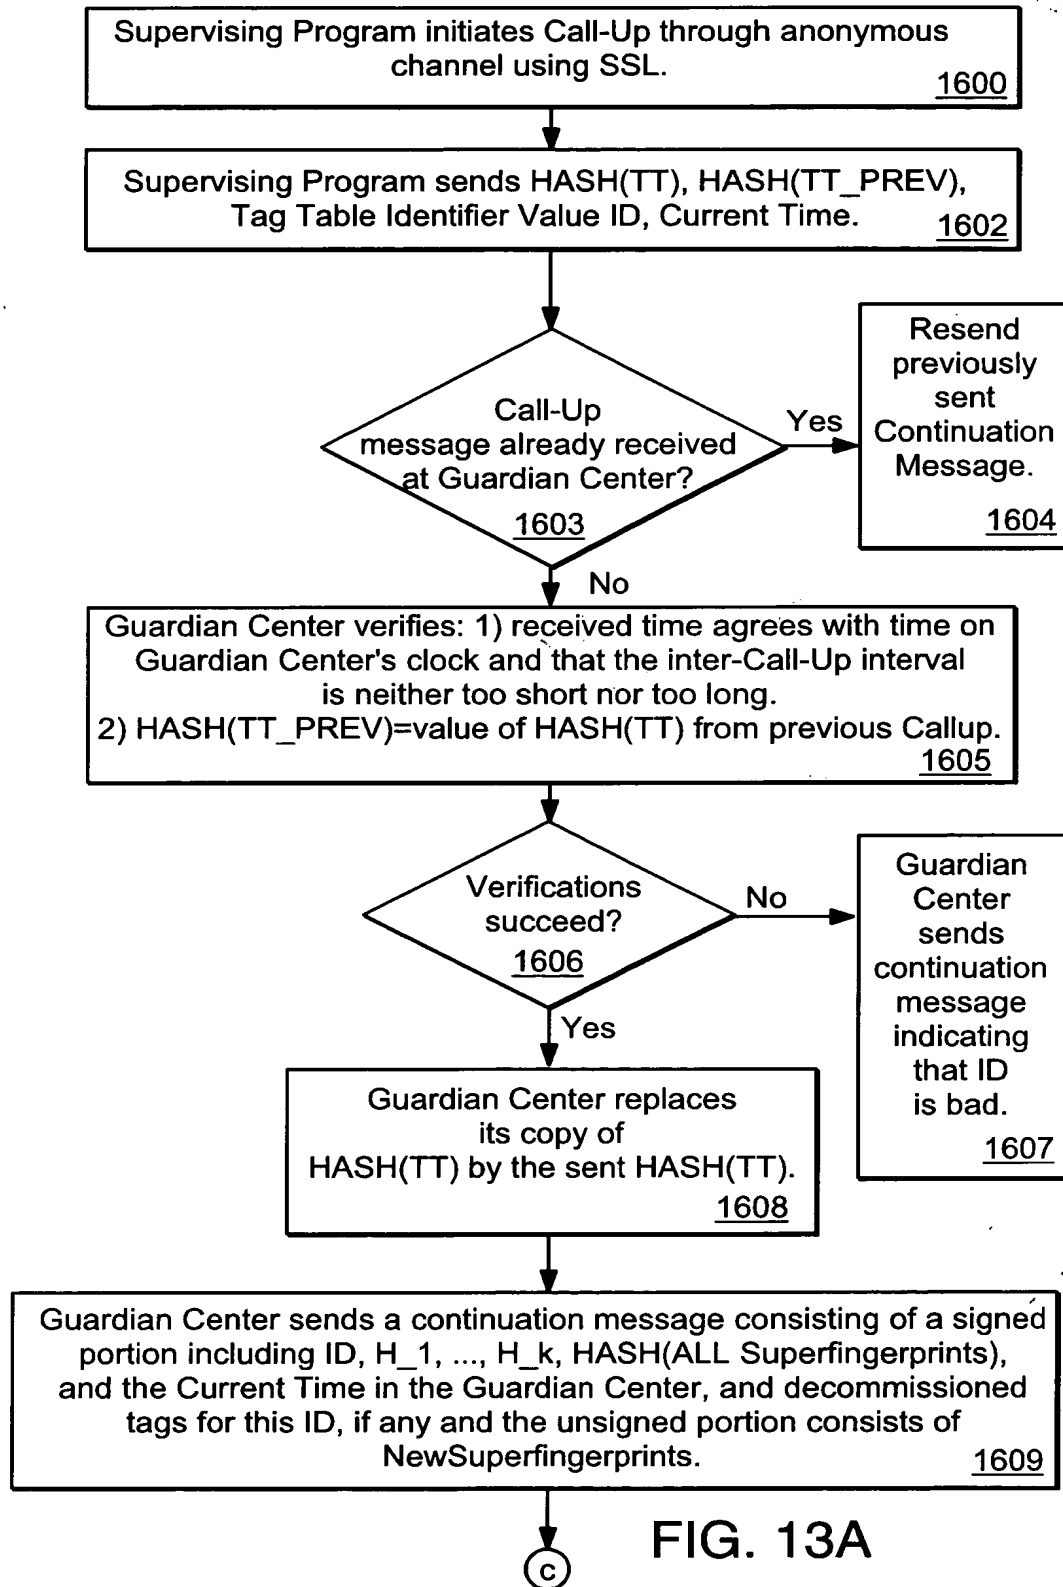 Supervising Program initiates Call-Up through anonymous
channel using SSL.
1600
Supervising Program sends HASH(TT), HASH(TT_PREV),
Tag Table Identifier Value ID, Current Time.
1602
Call-Up
message already received
at Guardian Center?
1603
Yes
Resend
previously
sent
Continuation
Message.
1604
No
Guardian Center verifies: 1) received time agrees with time on
Guardian Center's clock and that the inter-Call-Up interval
is neither too short nor too long.
2) HASH(TT_PREV)=value of HASH(TT) from previous Callup.
1605
Verifications
succeed?
1606
No
Guardian
Center
sends
continuation
message
indicating
that ID
is bad.
1607
Yes
Guardian Center replaces
its copy of
HASH(TT) by the sent HASH(TT).
1608
Guardian Center sends a continuation message consisting of a signed
portion including ID, H_1, ..., H_k, HASH(ALL Superfingerprints),
and the Current Time in the Guardian Center, and decommissioned
tags for this ID, if any and the unsigned portion consists of
NewSuperfingerprints.
1609
c
FIG. 13A